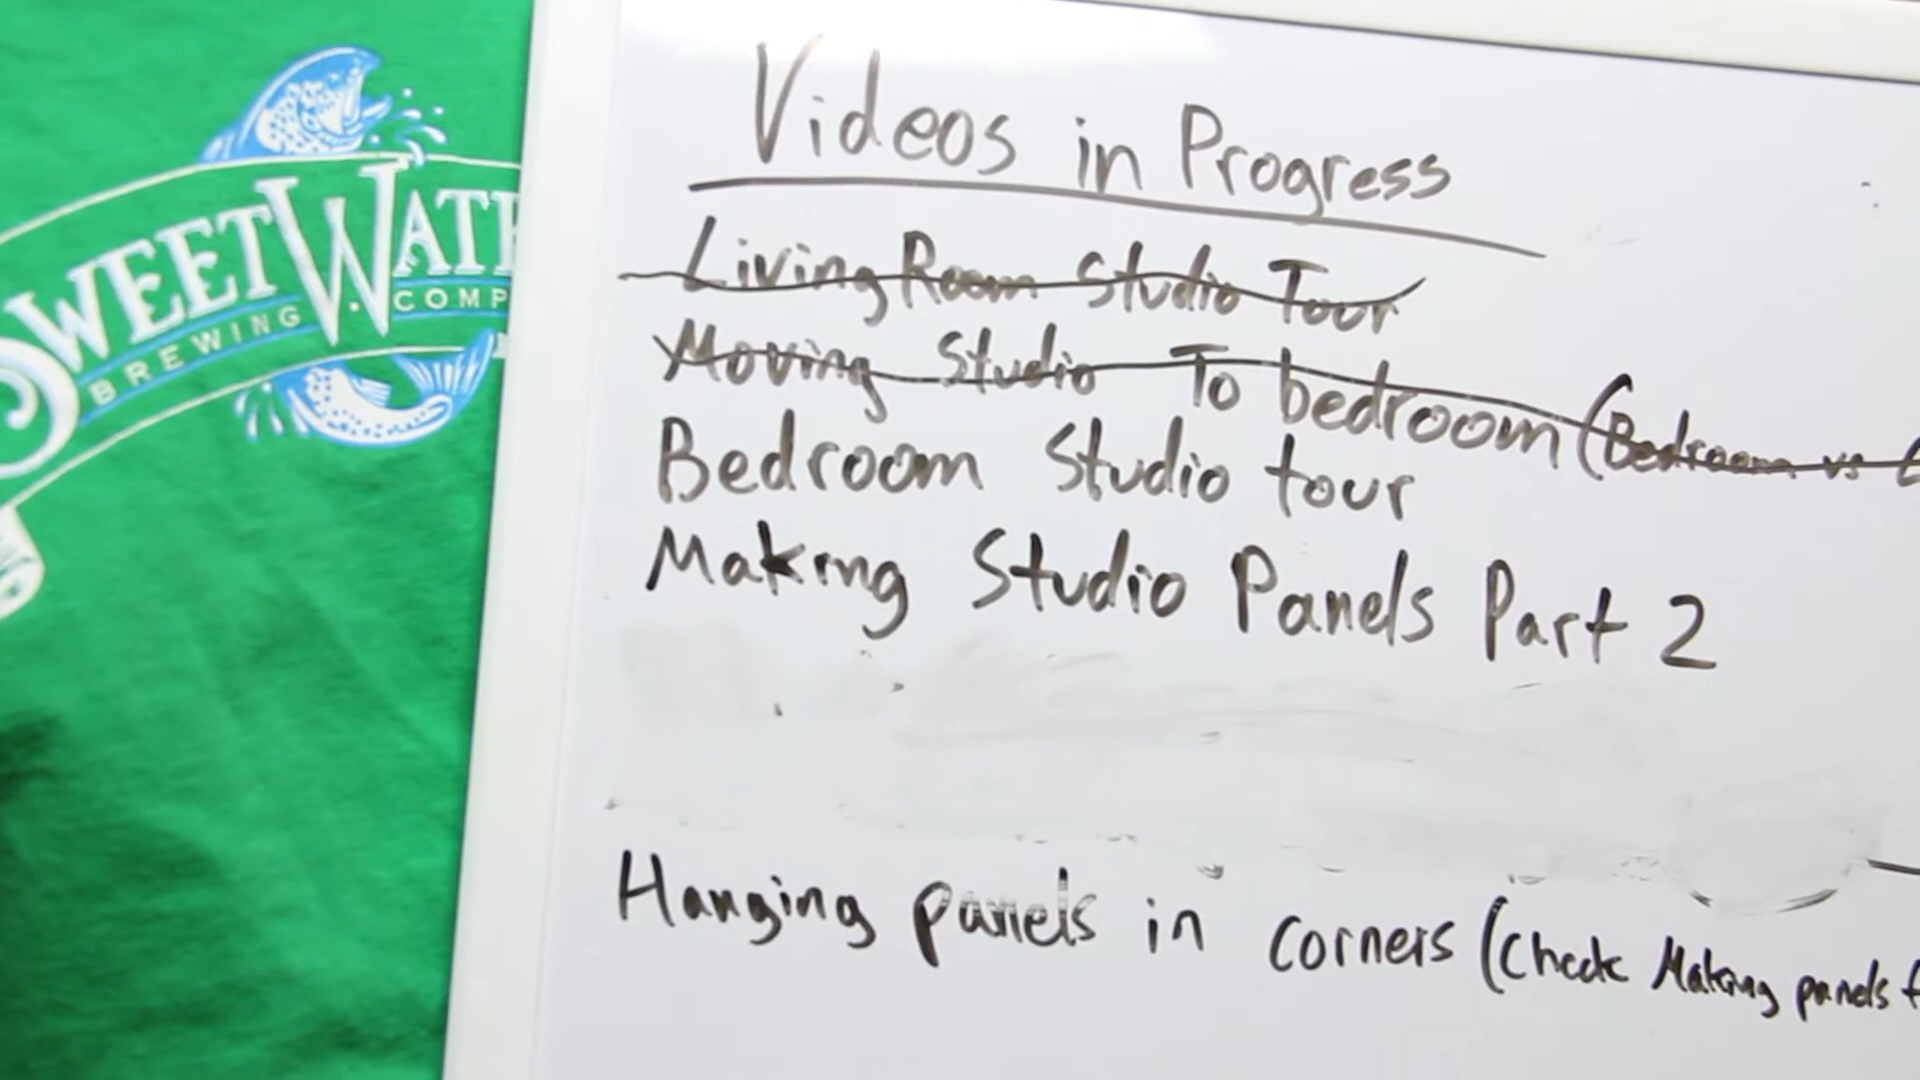 SWEETWAT
BREWING COMP
Videos in Progress
Living Room Studio Tour
Moving Studio To bedroom (Bedroom vs
Bedroom Studio tour
Making Studio Panels Part 2
Hanging panels in corners (Check Making panels f